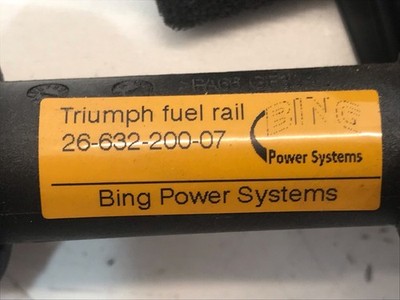 Triumph fuel rail
26-632-200-07
BING
Power Systems
Bing Power Systems